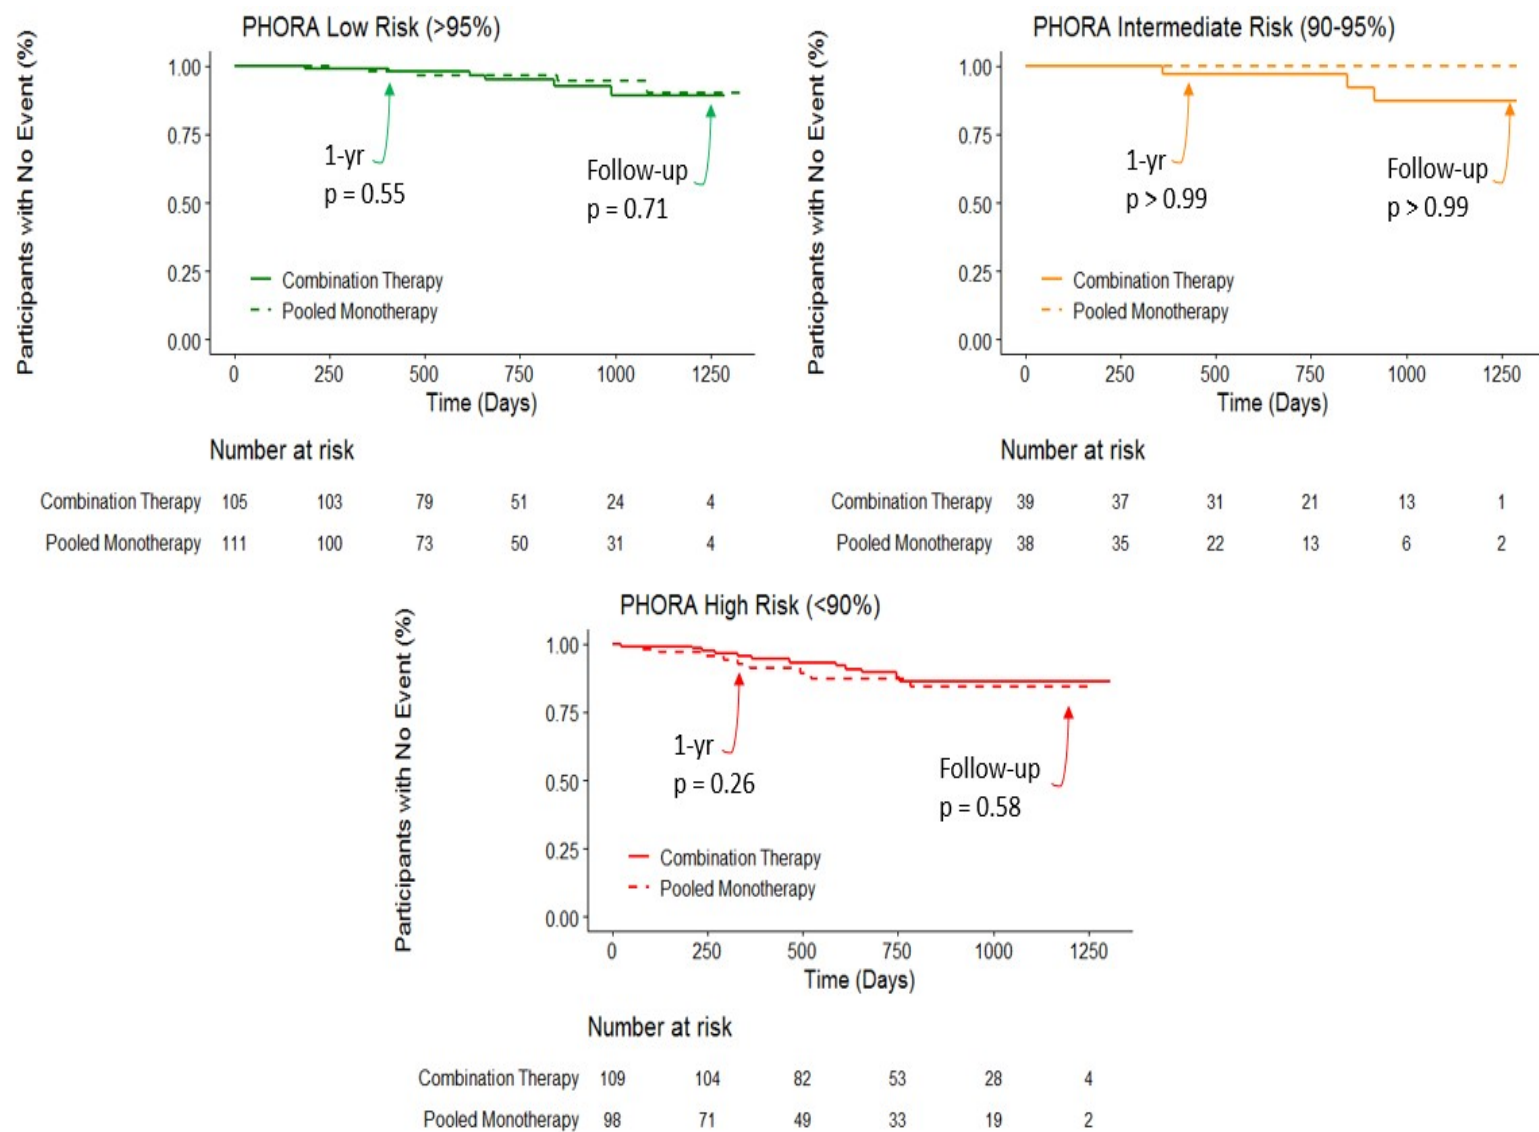 PHORA Low Risk (>95%)
Participants with No Event (%)
1.00
0.75
0.50
0.25
0.00
1-yr
p = 0.55
Follow-up
p = 0.71
Combination Therapy
Pooled Monotherapy
0 250 500 750 1000 1250
Time (Days)
Number at risk
Combination Therapy 105 103 79 51 24 4
Pooled Monotherapy 111 100 73 50 31 4
PHORA Intermediate Risk (90-95%)
Participants with No Event (%)
1.00
0.75
0.50
0.25
0.00
1-yr
p > 0.99
Follow-up
p > 0.99
Combination Therapy
Pooled Monotherapy
0 250 500 750 1000 1250
Time (Days)
Number at risk
Combination Therapy 39 37 31 21 13 1
Pooled Monotherapy 38 35 22 13 6 2
PHORA High Risk (<90%)
Participants with No Event (%)
1.00
0.75
0.50
0.25
0.00
1-yr
p = 0.26
Follow-up
p = 0.58
Combination Therapy
Pooled Monotherapy
0 250 500 750 1000 1250
Time (Days)
Number at risk
Combination Therapy 109 104 82 53 28 4
Pooled Monotherapy 98 71 49 33 19 2